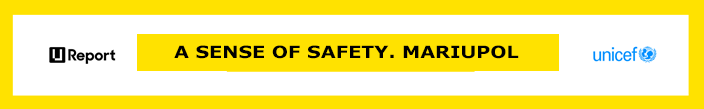 U Report
A SENSE OF SAFETY. MARIUPOL
unicef